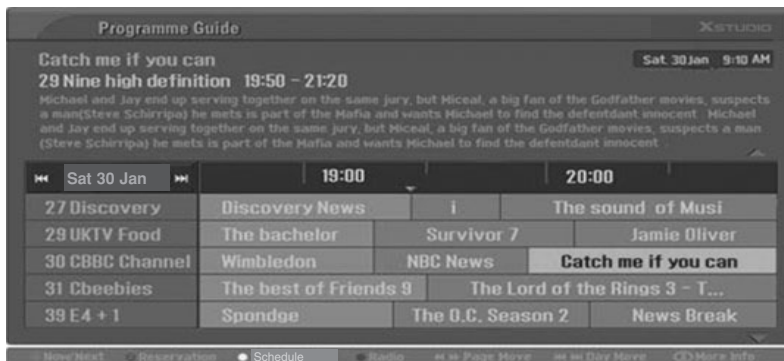 Programme Guide XSTUDIO
Catch me if you can Sat. 30Jan 9:10 AM
29 Nine high definition 19:50 - 21:20
Michael and Jay end up serving together on the same jury, but Miceal, a big fan of the Godfather movies, suspects
a man(Steve Schirripa) he mets is part of the Mafia and wants Michael to find the defentdant innocent Michael
and Jay end up serving together on the same jury, but Miceal, a big fan of the Godfather movies, suspects a man
(Steve Schirripa) he mets is part of the Mafia and wants Michael to find the defentdant innocent .
Sat 30 Jan 19:00 20:00
27 Discovery Discovery News i The sound of Musi
29 UKTV Food The bachelor Survivor 7 Jamie Oliver
30 CBBC Channel Wimbledon NBC News Catch me if you can
31 Cbeebies The best of Friends 9 The Lord of the Rings 3 - T...
39 E4 + 1 Spondge The O.C. Season 2 News Break
Now/Next Reservation Schedule Radio Page Move Day Move More Info